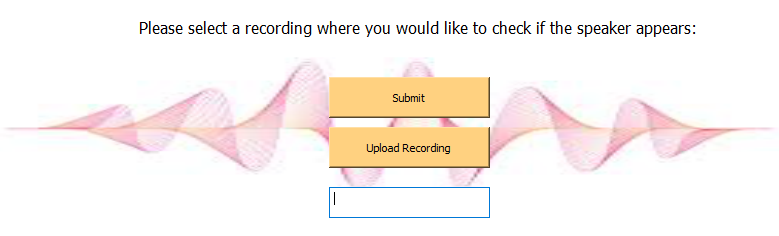 Please select a recording where you would like to check if the speaker appears:
Submit
Upload Recording